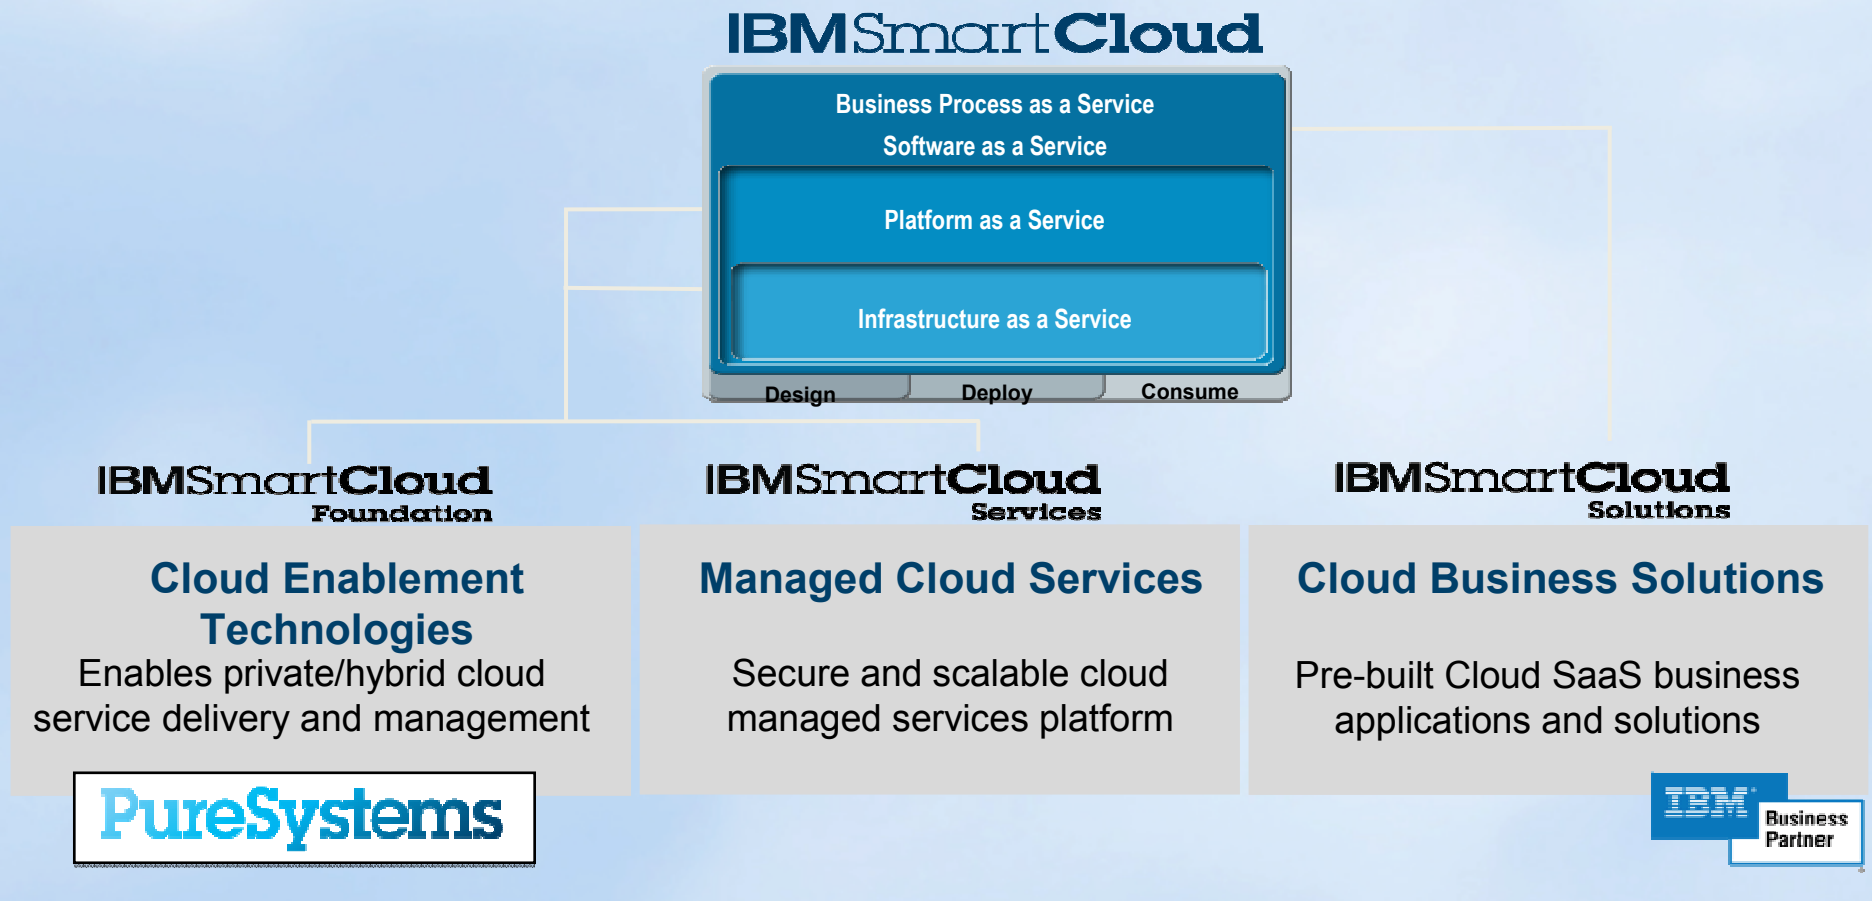 IBMSmartCloud
Business Process as a Service
Software as a Service
Platform as a Service
Infrastructure as a Service
Design Deploy Consume
IBMSmartCloud
Foundation
Cloud Enablement
Technologies
Enables private/hybrid cloud
service delivery and management
PureSystems
IBMSmartCloud
Services
Managed Cloud Services
Secure and scalable cloud
managed services platform
IBMSmartCloud
Solutions
Cloud Business Solutions
Pre-built Cloud SaaS business
applications and solutions
IBM
Business
Partner